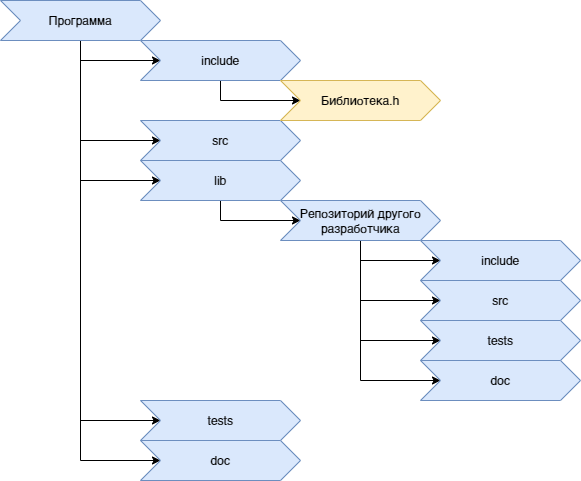 Программа
include
Библиотека.h
src
lib
Репозиторий другого
разработчика
include
src
tests
doc
tests
doc